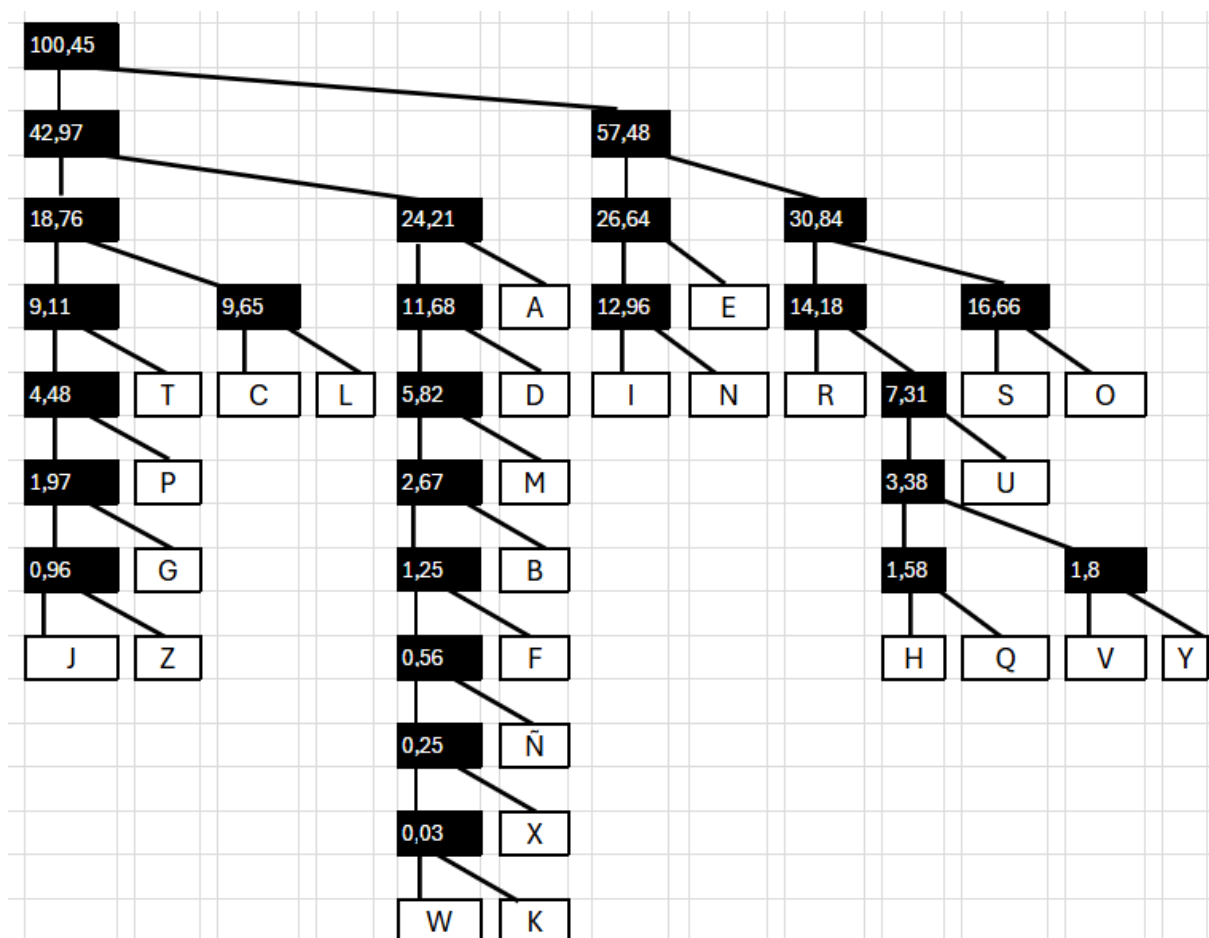 100,45
42,97 57,48
18,76 24,21 26,64 30,84
9,11 9,65 11,68 A 12,96 E 14,18 16,66
4,48 T C L 5,82 D I N R 7,31 S O
1,97 P 2,67 M 3,38 U
0,96 G 1,25 B 1,58 1,8
J Z 0,56 F H Q V Y
0,25 Ñ
0,03 X
W K